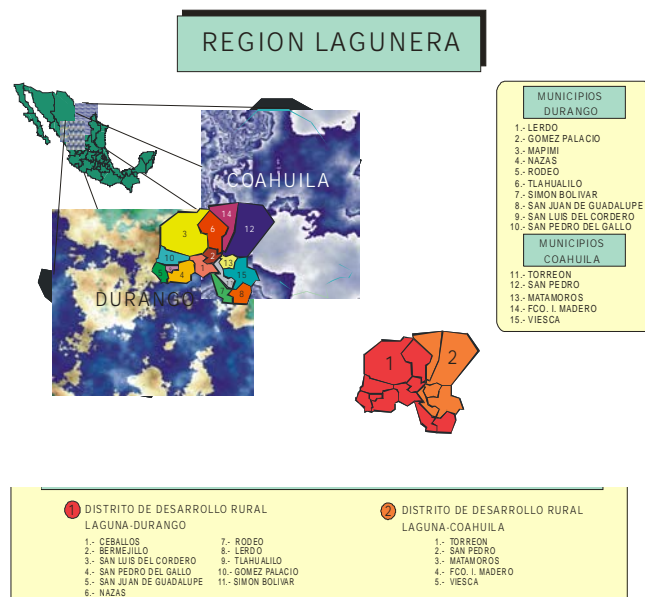 REGION LAGUNERA
MUNICIPIOS
DURANGO
1.- LERDO
2.- GOMEZ PALACIO
3.- MAPIMI
4.- NAZAS
5.- RODEO
6.- TLAHUALILO
7.- SIMON BOLIVAR
8.- SAN JUAN DE GUADALUPE
9.- SAN LUIS DEL CORDERO
10.- SAN PEDRO DEL GALLO
MUNICIPIOS
COAHUILA
11.- TORREON
12.- SAN PEDRO
13.- MATAMOROS
14.- FCO. I. MADERO
15.- VIESCA
COAHUILA
14
3
6
12
10
2
13
1
4
15
5
7
8
DURANGO
1
2
1 DISTRITO DE DESARROLLO RURAL
LAGUNA-DURANGO
1.- CEBALLOS
2.- BERMEJILLO
3.- SAN LUIS DEL CORDERO
4.- SAN PEDRO DEL GALLO
5.- SAN JUAN DE GUADALUPE
6.- NAZAS
7.- RODEO
8.- LERDO
9.- TLAHUALILO
10.- GOMEZ PALACIO
11.- SIMON BOLIVAR
2 DISTRITO DE DESARROLLO RURAL
LAGUNA-COAHUILA
1.- TORREON
2.- SAN PEDRO
3.- MATAMOROS
4.- FCO. I. MADERO
5.- VIESCA